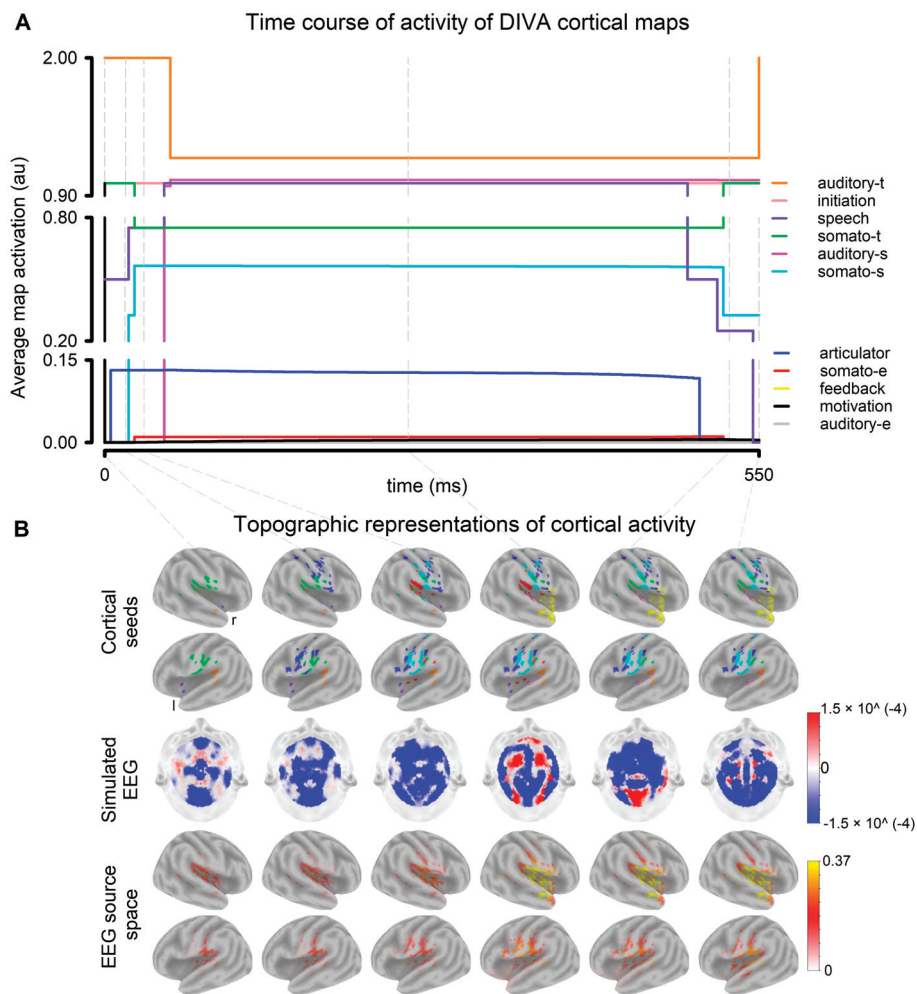 A
Time course of activity of DIVA cortical maps
2.00
0.90
0.80
0.20
0.15
0.00
Average map activation (au)
auditory-t
initiation
speech
somato-t
auditory-s
somato-s
articulator
somato-e
feedback
motivation
auditory-e
0
time (ms)
550
B
Topographic representations of cortical activity
Cortical
seeds
r
l
Simulated
EEG
1.5 × 10^ (-4)
0
-1.5 × 10^ (-4)
EEG source
space
0.37
0